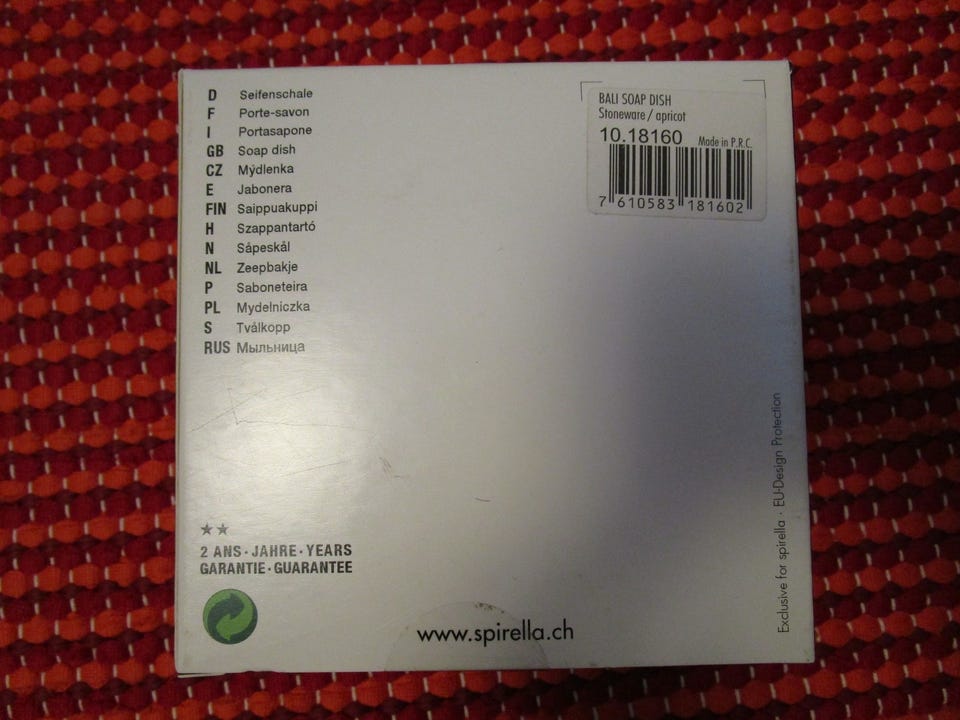 D Seifenschale
F Porte-savon
I Portasapone
GB Soap dish
CZ Mýdlenka
E Jabonera
FIN Saippuakuppi
H Szappantartó
N Såpeskål
NL Zeepbakje
P Saboneteira
PL Mydelniczka
S Tvålkopp
RUS Мыльница
BALI SOAP DISH
Stoneware / apricot
10.18160 Made in P.R.C.
7 610583 181602
2 ANS · JAHRE · YEARS
GARANTIE · GUARANTEE
www.spirella.ch
Exclusive for spirella · EU-Design Protection